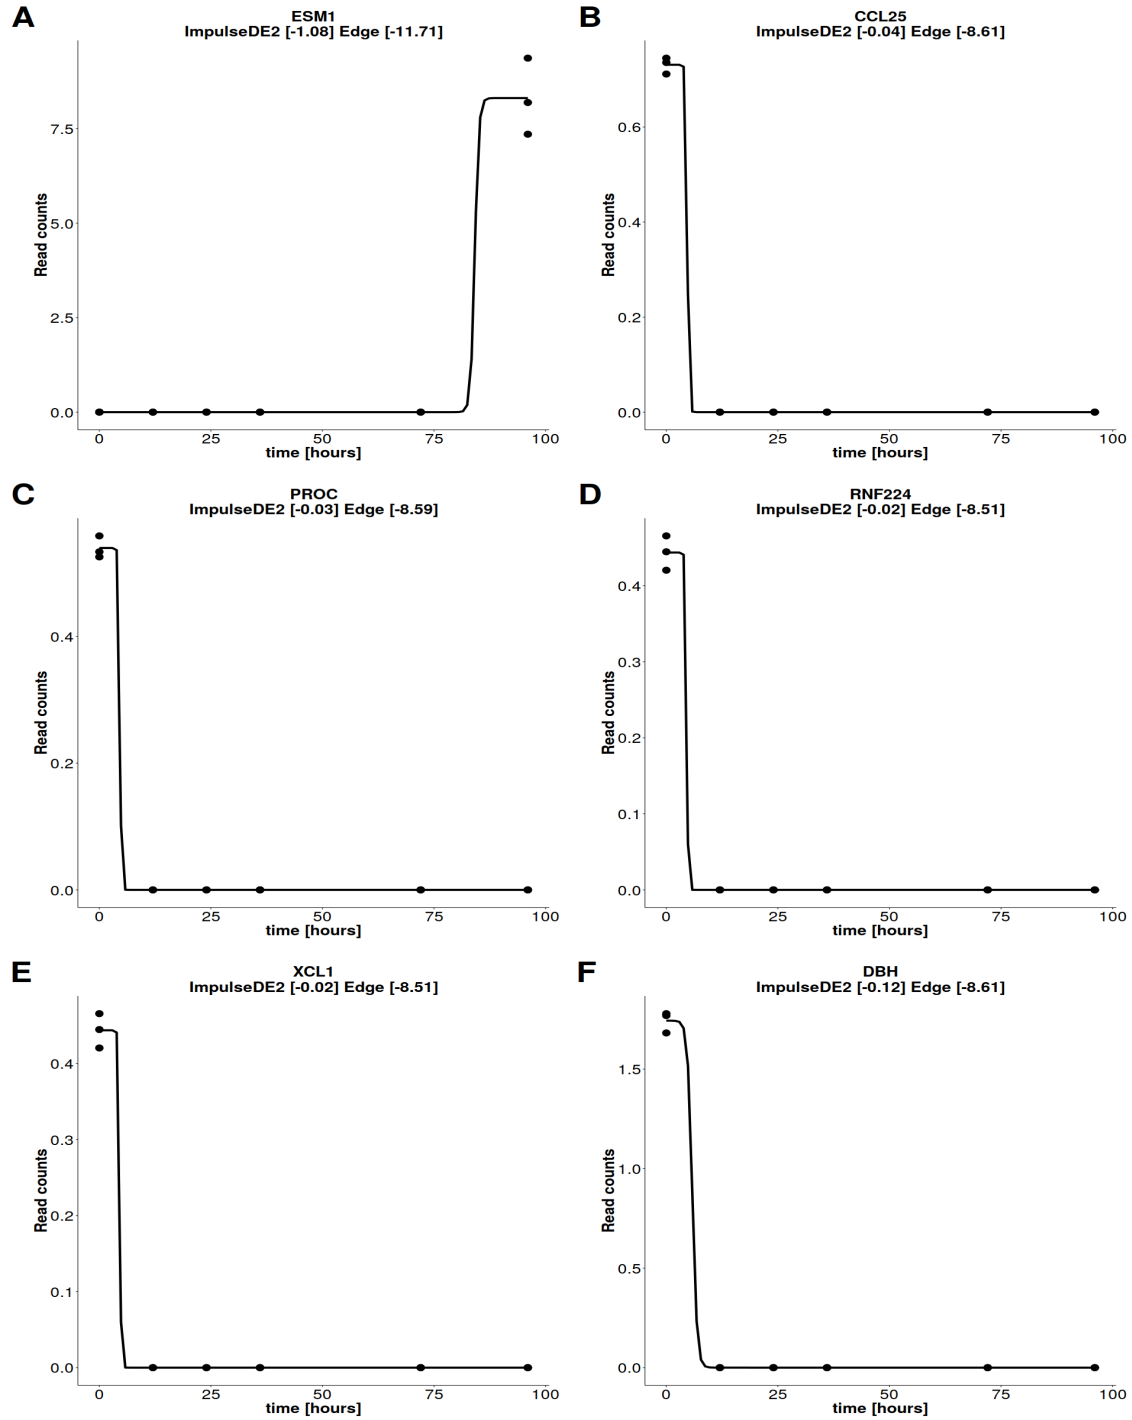 A
ESM1
ImpulseDE2 [-1.08] Edge [-11.71]
Read counts
7.5
5.0
2.5
0.0
0 25 50 75 100
time [hours]
B
CCL25
ImpulseDE2 [-0.04] Edge [-8.61]
Read counts
0.6
0.4
0.2
0.0
0 25 50 75 100
time [hours]
C
PROC
ImpulseDE2 [-0.03] Edge [-8.59]
Read counts
0.4
0.2
0.0
0 25 50 75 100
time [hours]
D
RNF224
ImpulseDE2 [-0.02] Edge [-8.51]
Read counts
0.4
0.3
0.2
0.1
0.0
0 25 50 75 100
time [hours]
E
XCL1
ImpulseDE2 [-0.02] Edge [-8.51]
Read counts
0.4
0.3
0.2
0.1
0.0
0 25 50 75 100
time [hours]
F
DBH
ImpulseDE2 [-0.12] Edge [-8.61]
Read counts
1.5
1.0
0.5
0.0
0 25 50 75 100
time [hours]